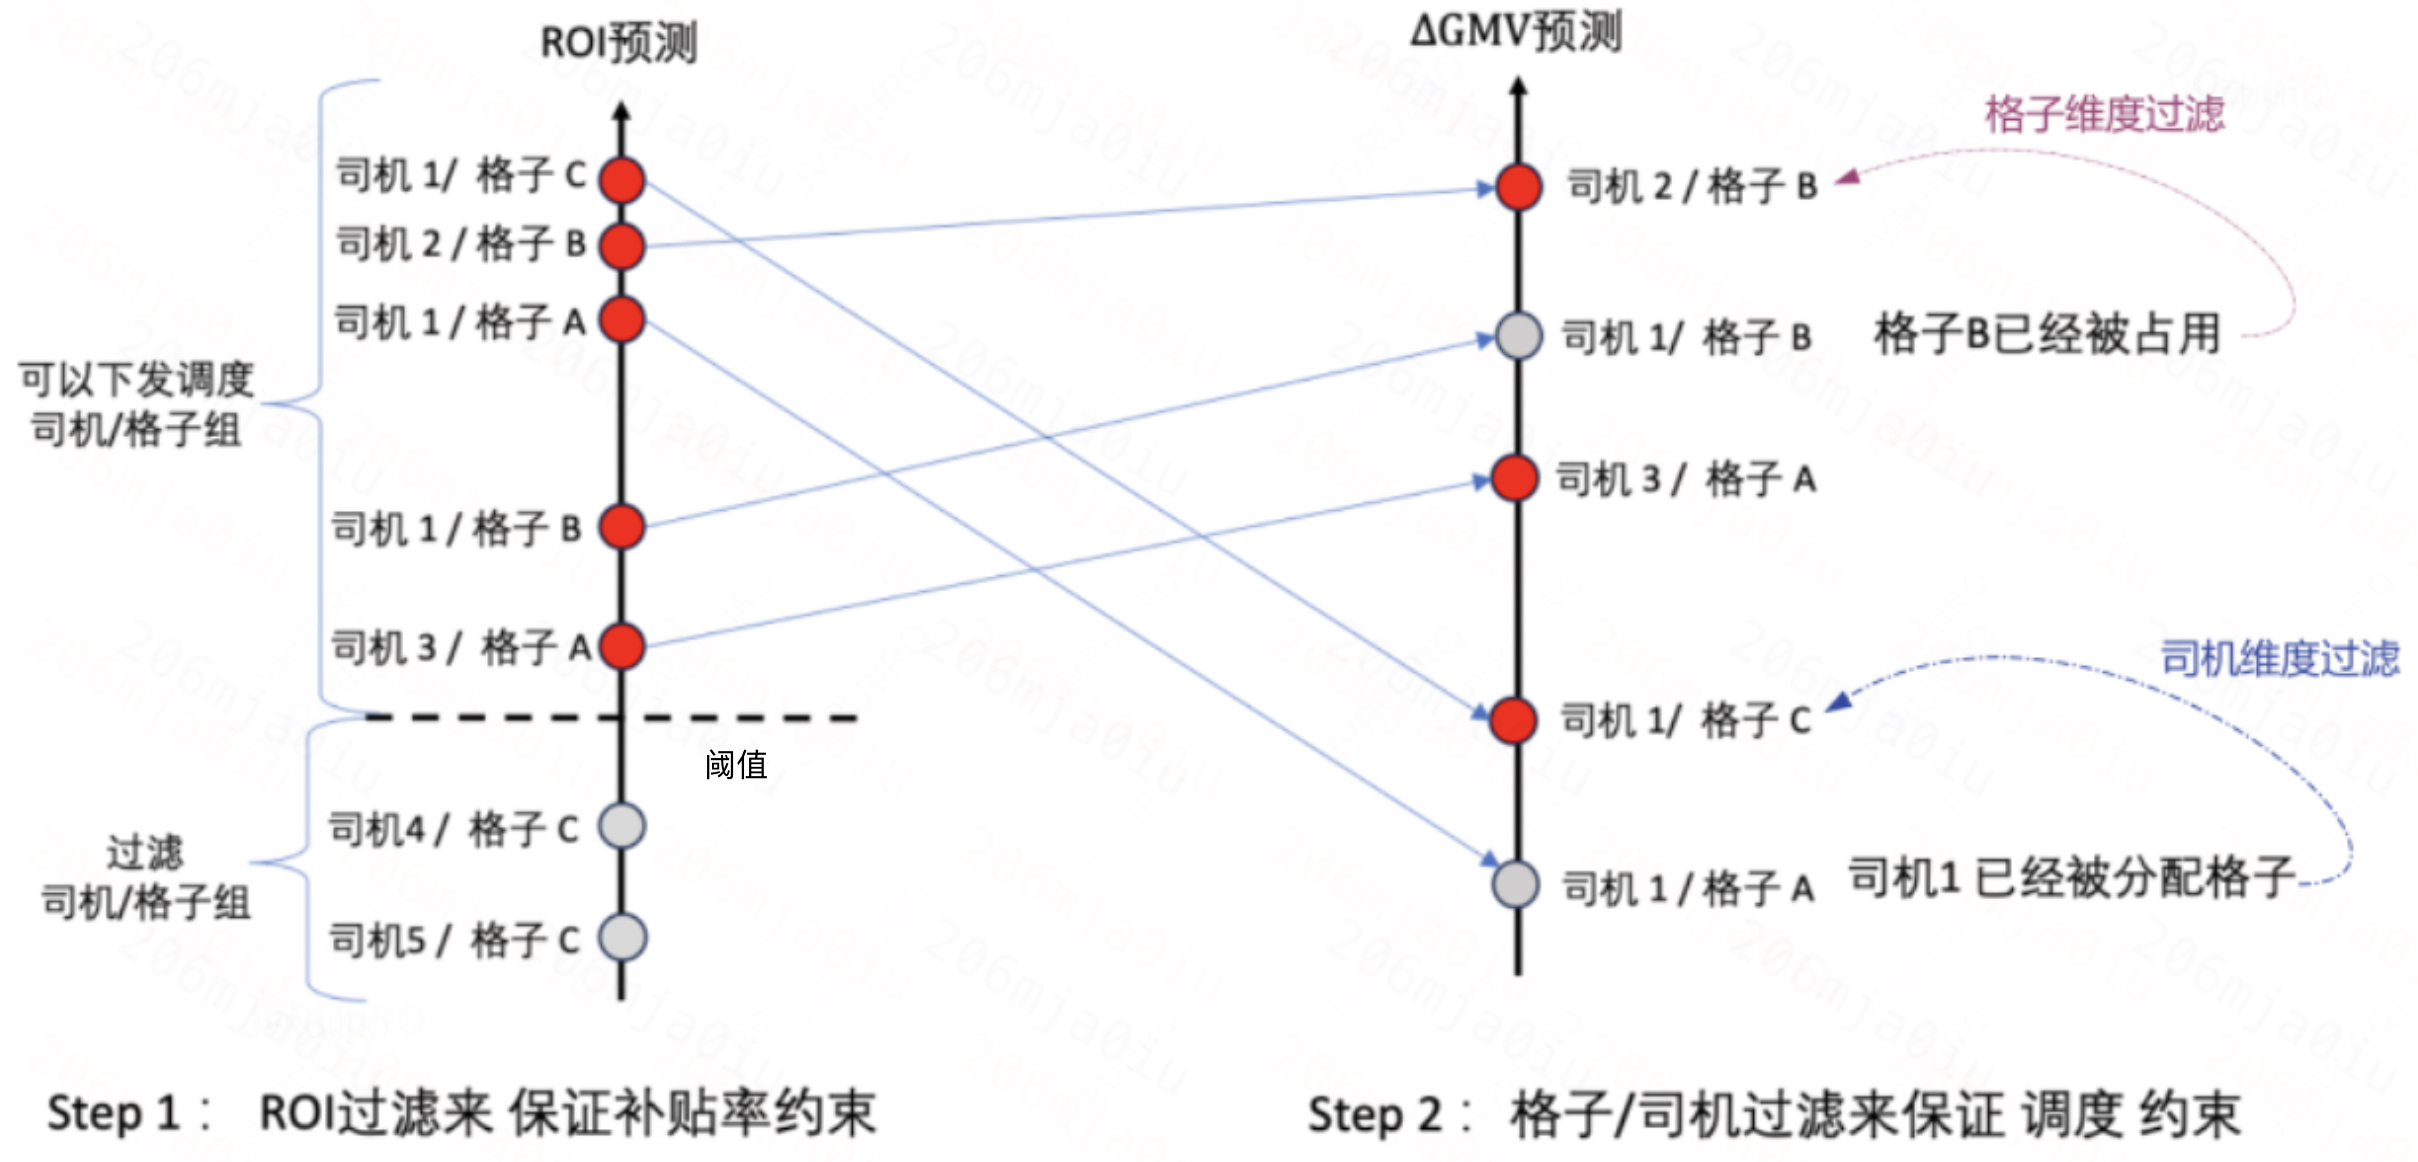 ROI预测
司机 1/ 格子 C
司机 2 / 格子 B
司机 1 / 格子 A
可以下发调度
司机/格子组
司机 1 / 格子 B
司机 3 / 格子 A
阈值
过滤
司机/格子组
司机4 / 格子 C
司机5 / 格子 C
Step 1： ROI过滤来 保证补贴率约束
ΔGMV预测
格子维度过滤
司机 2 / 格子 B
司机 1/ 格子 B 格子B已经被占用
司机 3 / 格子 A
司机维度过滤
司机 1/ 格子 C
司机 1 / 格子 A 司机1 已经被分配格子
Step 2： 格子/司机过滤来保证 调度 约束
206mja0iu